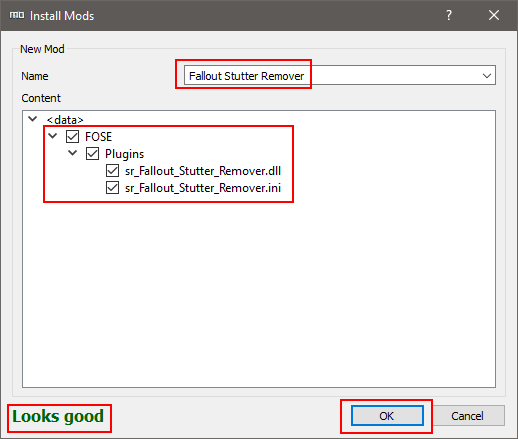 Install Mods
?
New Mod
Name
Fallout Stutter Remover
Content
<data>
FOSE
Plugins
sr_Fallout_Stutter_Remover.dll
sr_Fallout_Stutter_Remover.ini
Looks good
OK
Cancel